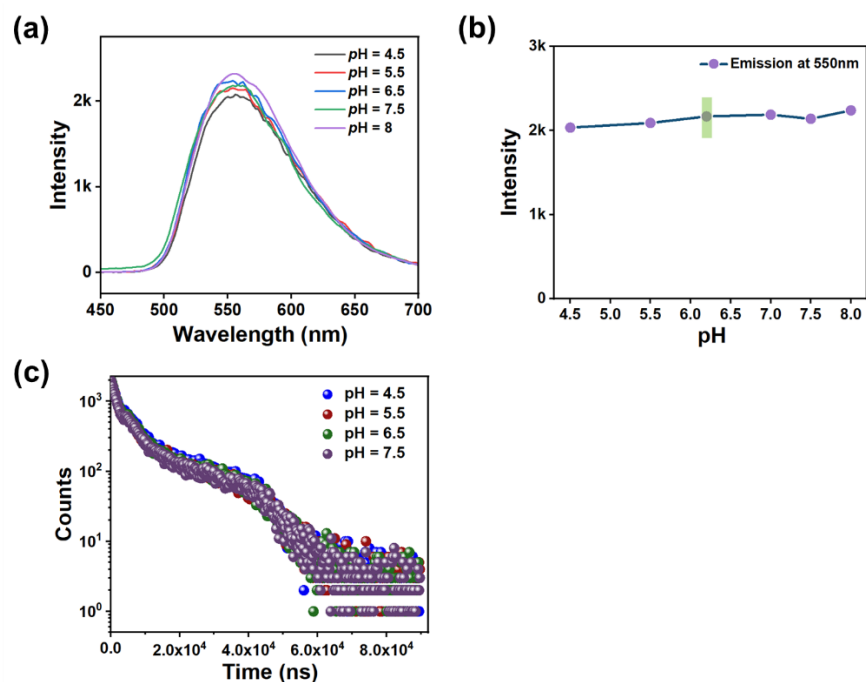 (a)
pH = 4.5
pH = 5.5
pH = 6.5
pH = 7.5
pH = 8
2k
1k
0
Intensity
450 500 550 600 650 700
Wavelength (nm)
(b)
Emission at 550nm
3k
2k
1k
0
Intensity
4.5 5.5 6.0 6.5 7.0 7.5 8.0
pH
(c)
pH = 4.5
pH = 5.5
pH = 6.5
pH = 7.5
10³
10²
10¹
10⁰
Counts
0.0 2.0x10⁴ 4.0x10⁴ 6.0x10⁴ 8.0x10⁴
Time (ns)